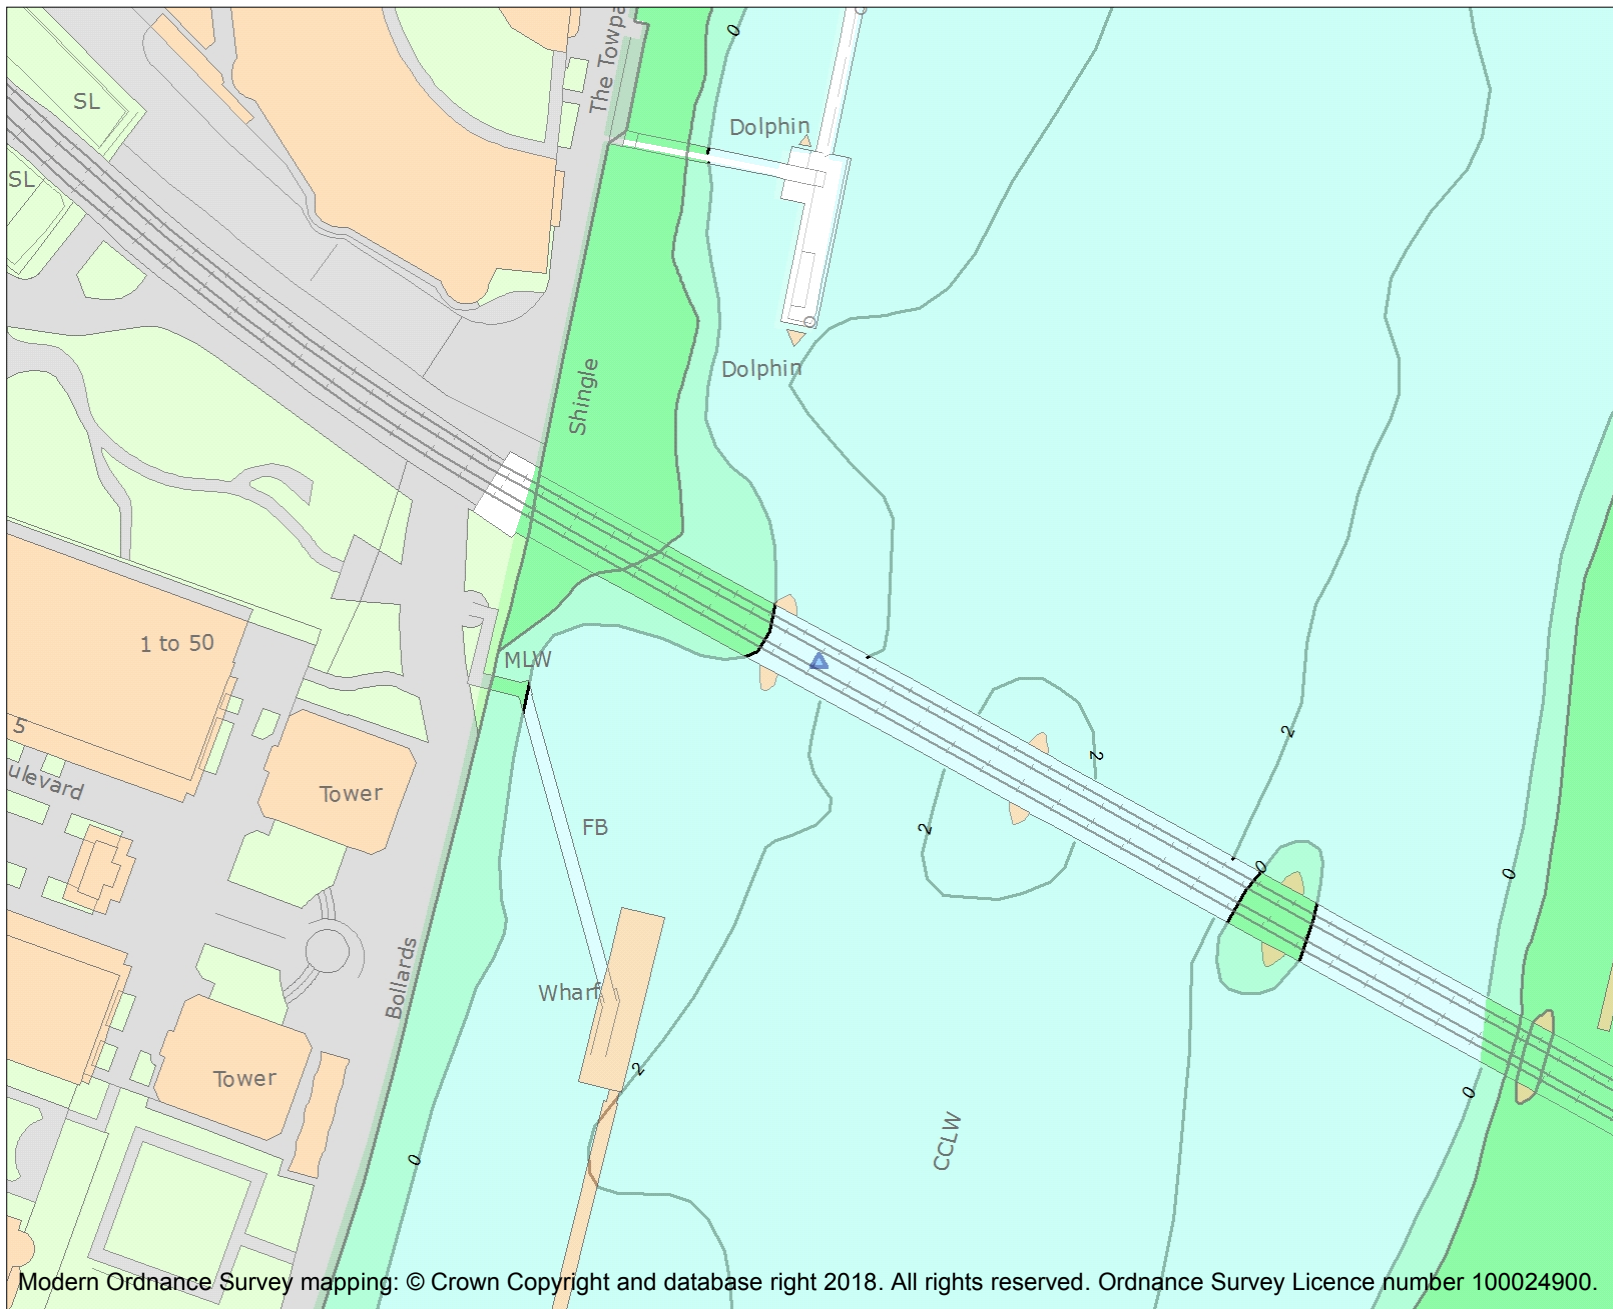 The Towpa
0
SL
Dolphin
SL
Dolphin
Shingle
1 to 50
MLW
5
ulevard
Tower
2
2
FB
2
0
0
Bollards
Wharf
2
Tower
0
CCLW
0
Modern Ordnance Survey mapping: © Crown Copyright and database right 2018. All rights reserved. Ordnance Survey Licence number 100024900.